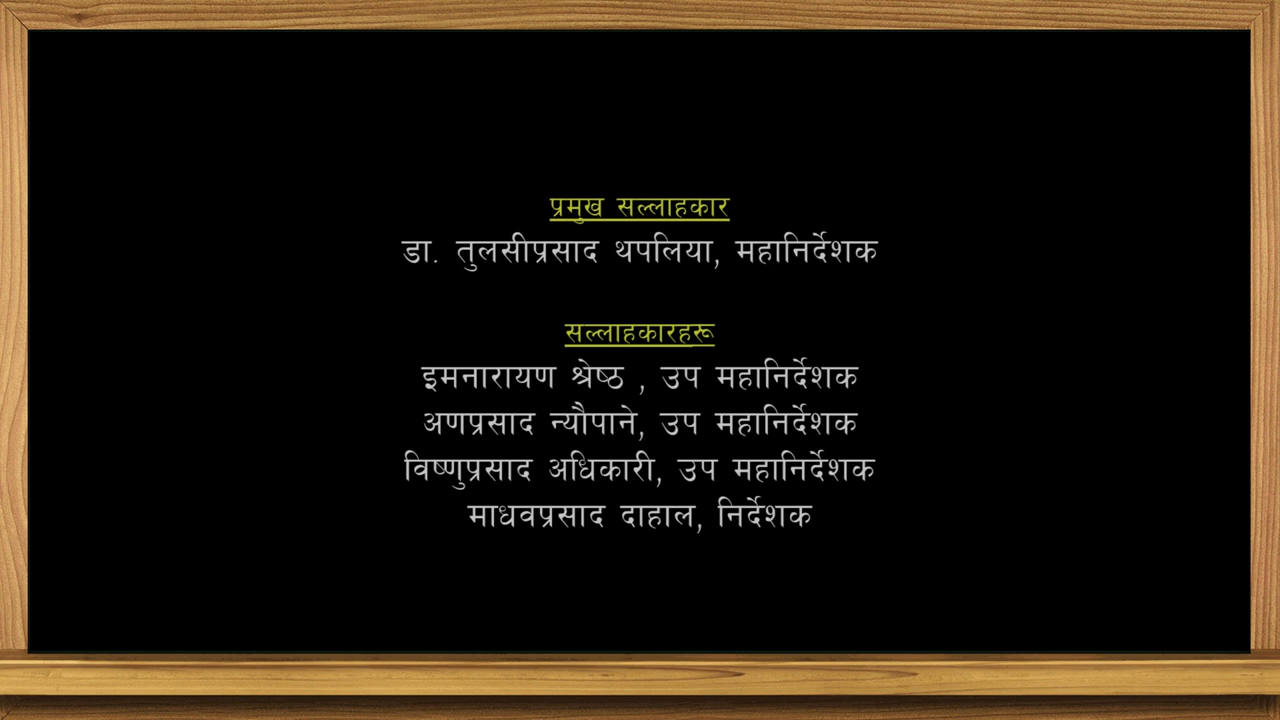 प्रमुख सल्लाहकार
डा. तुलसीप्रसाद थपलिया, महानिर्देशक
सल्लाहकारहरू
इमनारायण श्रेष्ठ , उप महानिर्देशक
अणप्रसाद न्यौपाने, उप महानिर्देशक
विष्णुप्रसाद अधिकारी, उप महानिर्देशक
माधवप्रसाद दाहाल, निर्देशक